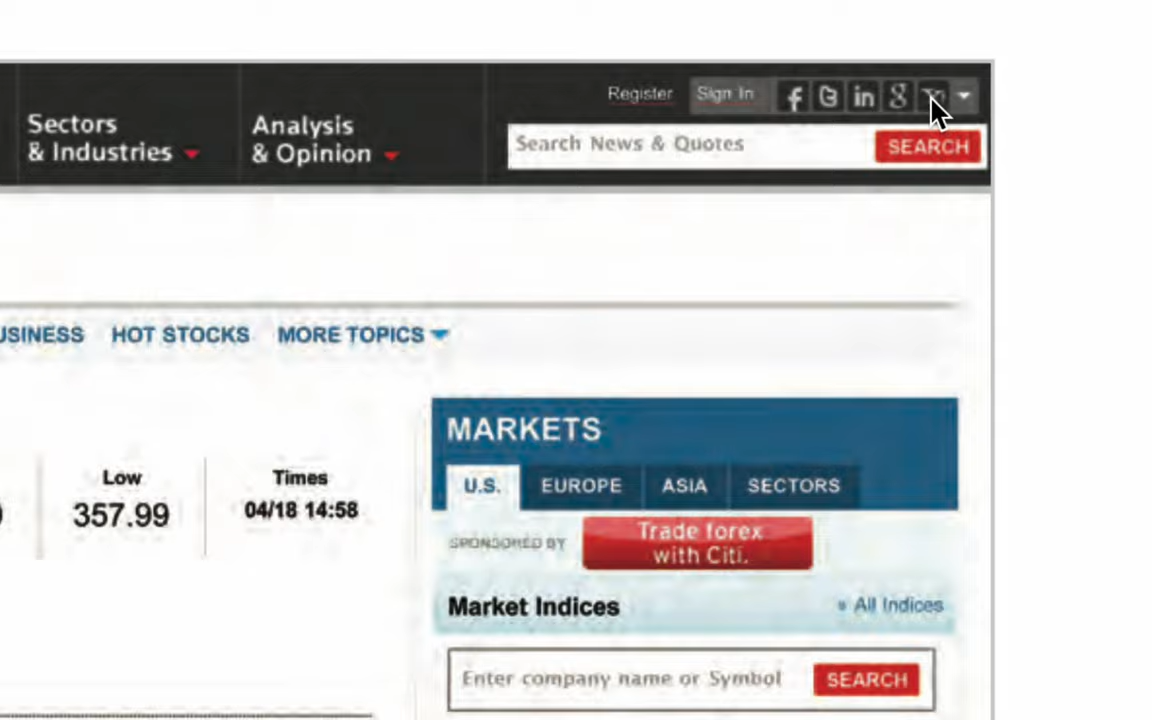 Register Sign In
Sectors
& Industries
Analysis
& Opinion
Search News & Quotes SEARCH
USINESS HOT STOCKS MORE TOPICS
MARKETS
U.S. EUROPE ASIA SECTORS
Low
357.99
Times
04/18 14:58
SPONSORED BY
Trade forex
with Citi.
Market Indices
» All Indices
Enter company name or Symbol SEARCH